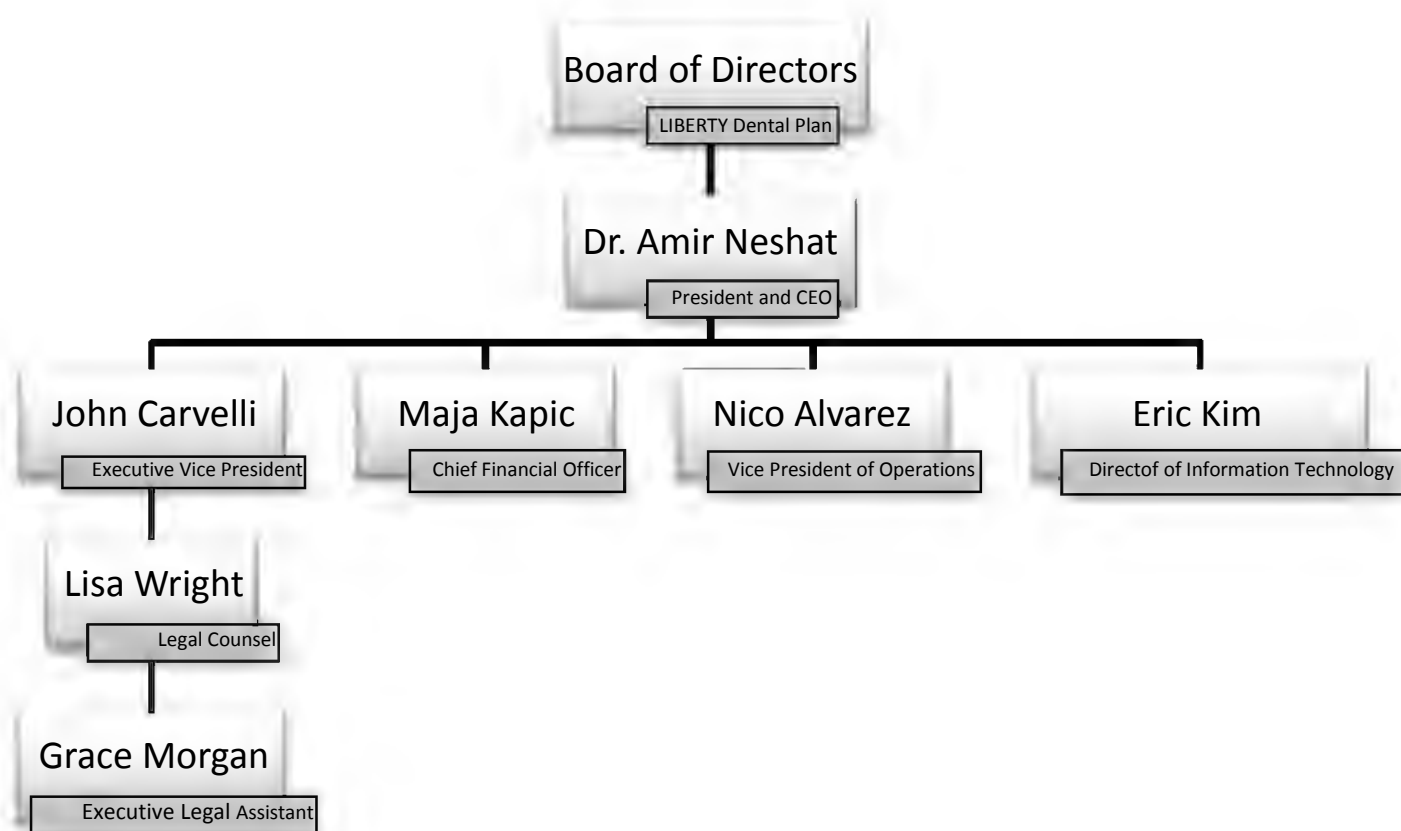 Board of Directors
LIBERTY Dental Plan
Dr. Amir Neshat
President and CEO
John Carvelli
Executive Vice President
Maja Kapic
Chief Financial Officer
Nico Alvarez
Vice President of Operations
Eric Kim
Directof of Information Technology
Lisa Wright
Legal Counsel
Grace Morgan
Executive Legal Assistant